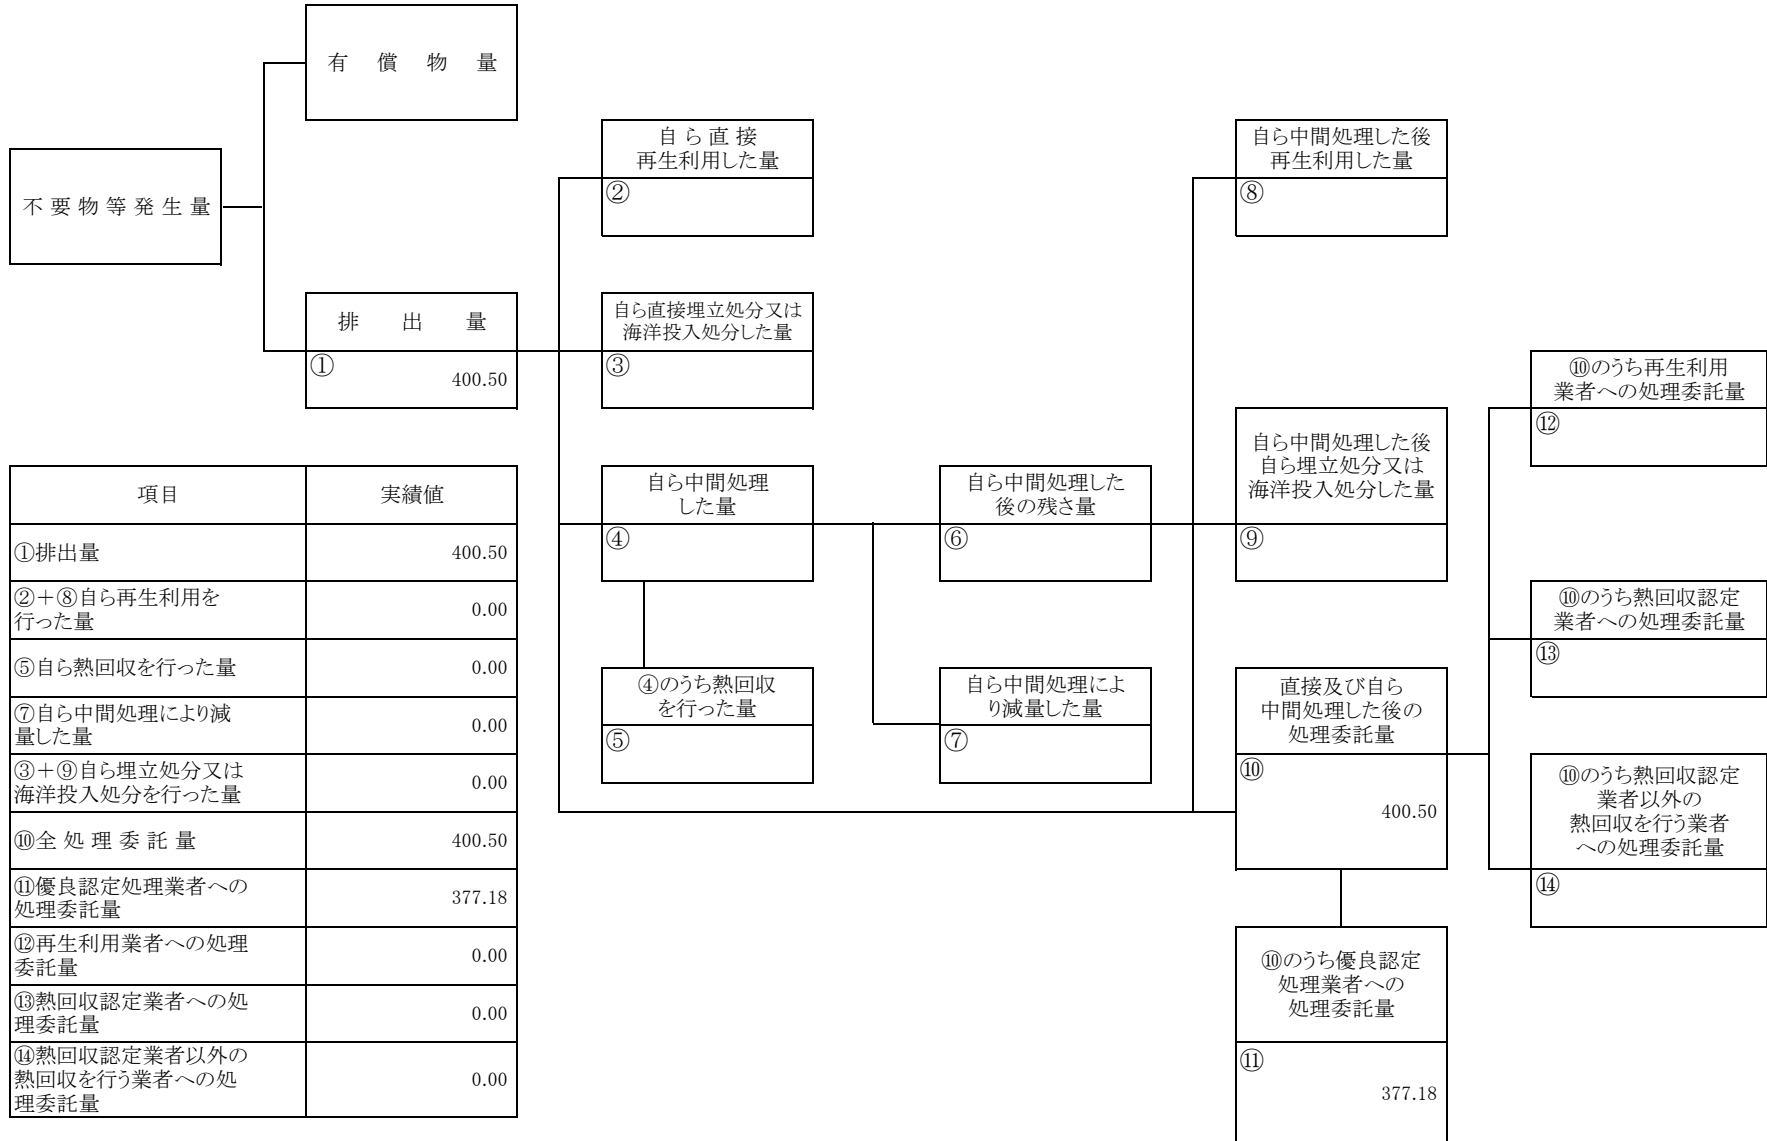 有 償 物 量
不 要 物 等 発 生 量
排 出 量
①
400.50
自 ら 直 接
再生利用した量
②
自ら直接埋立処分又は
海洋投入処分した量
③
自ら中間処理
した量
④
④のうち熱回収
を行った量
⑤
自ら中間処理した
後の残さ量
⑥
自ら中間処理によ
り減量した量
⑦
自ら中間処理した後
再生利用した量
⑧
自ら中間処理した後
自ら埋立処分又は
海洋投入処分した量
⑨
直接及び自ら
中間処理した後の
処理委託量
⑩
400.50
⑩のうち優良認定
処理業者への
処理委託量
⑪
377.18
⑩のうち再生利用
業者への処理委託量
⑫
⑩のうち熱回収認定
業者への処理委託量
⑬
⑩のうち熱回収認定
業者以外の
熱回収を行う業者
への処理委託量
⑭
項目 実績値
①排出量 400.50
②＋⑧自ら再生利用を
行った量 0.00
⑤自ら熱回収を行った量 0.00
⑦自ら中間処理により減
量した量 0.00
③＋⑨自ら埋立処分又は
海洋投入処分を行った量 0.00
⑩全 処 理 委 託 量 400.50
⑪優良認定処理業者への
処理委託量 377.18
⑫再生利用業者への処理
委託量 0.00
⑬熱回収認定業者への処
理委託量 0.00
⑭熱回収認定業者以外の
熱回収を行う業者への処
理委託量 0.00